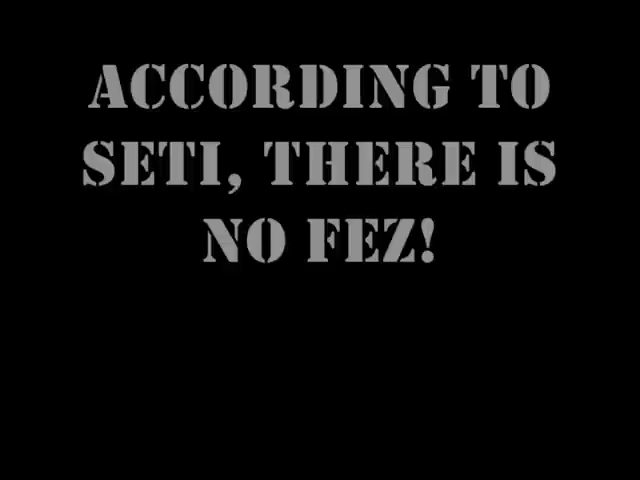 ACCORDING TO
SETI, THERE IS
NO FEZ!